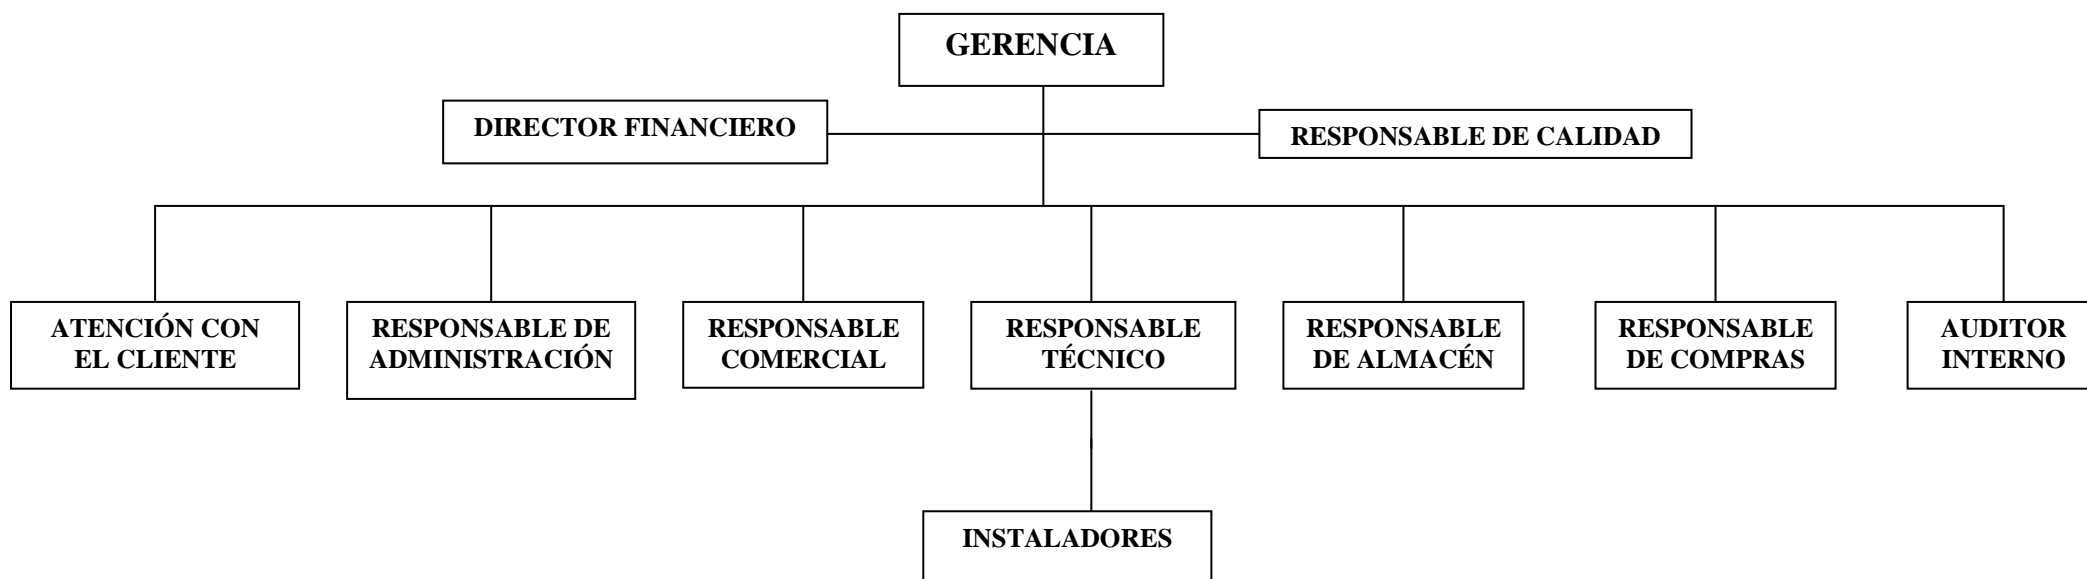 GERENCIA
DIRECTOR FINANCIERO
RESPONSABLE DE CALIDAD
ATENCIÓN CON
EL CLIENTE
RESPONSABLE DE
ADMINISTRACIÓN
RESPONSABLE
COMERCIAL
RESPONSABLE
TÉCNICO
RESPONSABLE
DE ALMACÉN
RESPONSABLE
DE COMPRAS
AUDITOR
INTERNO
INSTALADORES